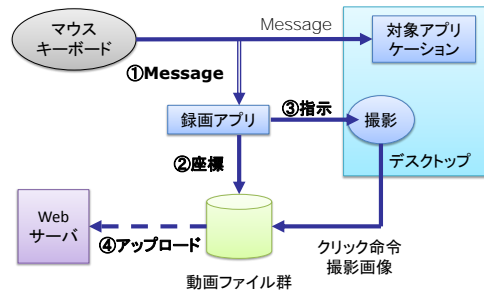 マウス
キーボード
Message
対象アプリ
ケーション
①Message
録画アプリ
③指示
撮影
②座標
デスクトップ
Web
サーバ
④アップロード
クリック命令
撮影画像
動画ファイル群